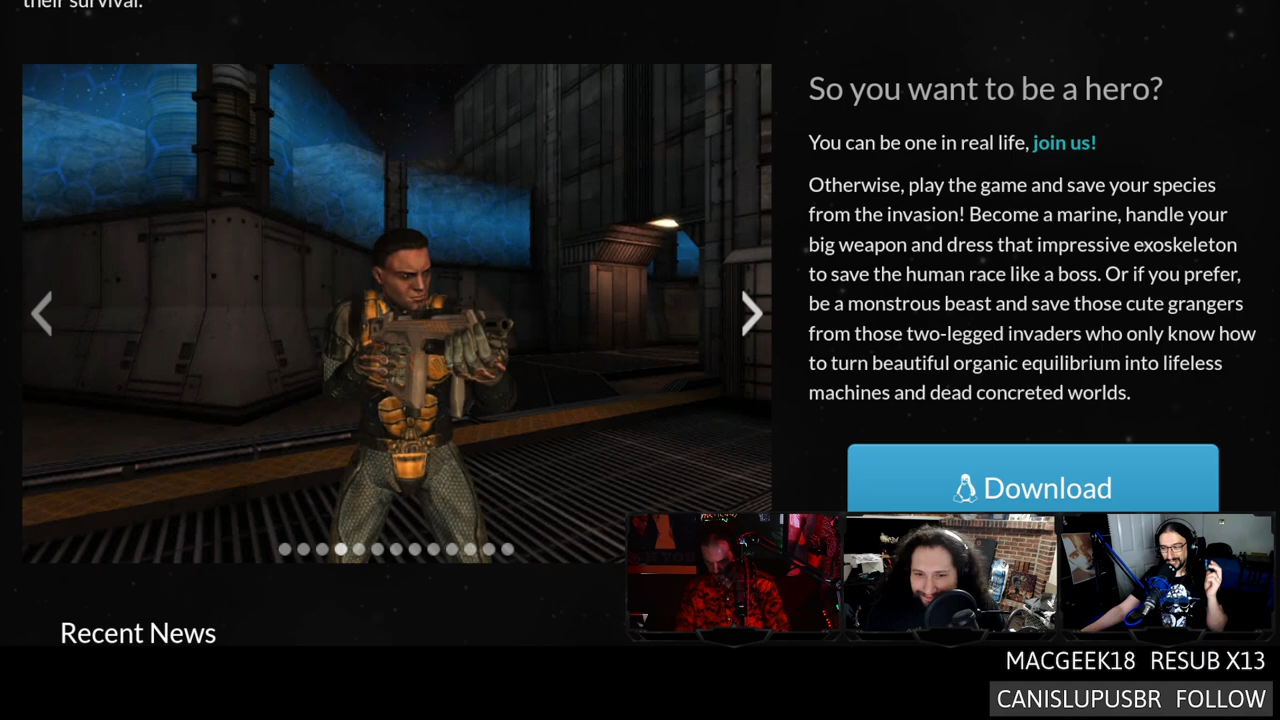 their survival.
So you want to be a hero?
You can be one in real life, join us!
Otherwise, play the game and save your species
from the invasion! Become a marine, handle your
big weapon and dress that impressive exoskeleton
to save the human race like a boss. Or if you prefer,
be a monstrous beast and save those cute grangers
from those two-legged invaders who only know how
to turn beautiful organic equilibrium into lifeless
machines and dead concreted worlds.
Download
Recent News
MACGEEK18 RESUB X13
CANISLUPUSBR FOLLOW